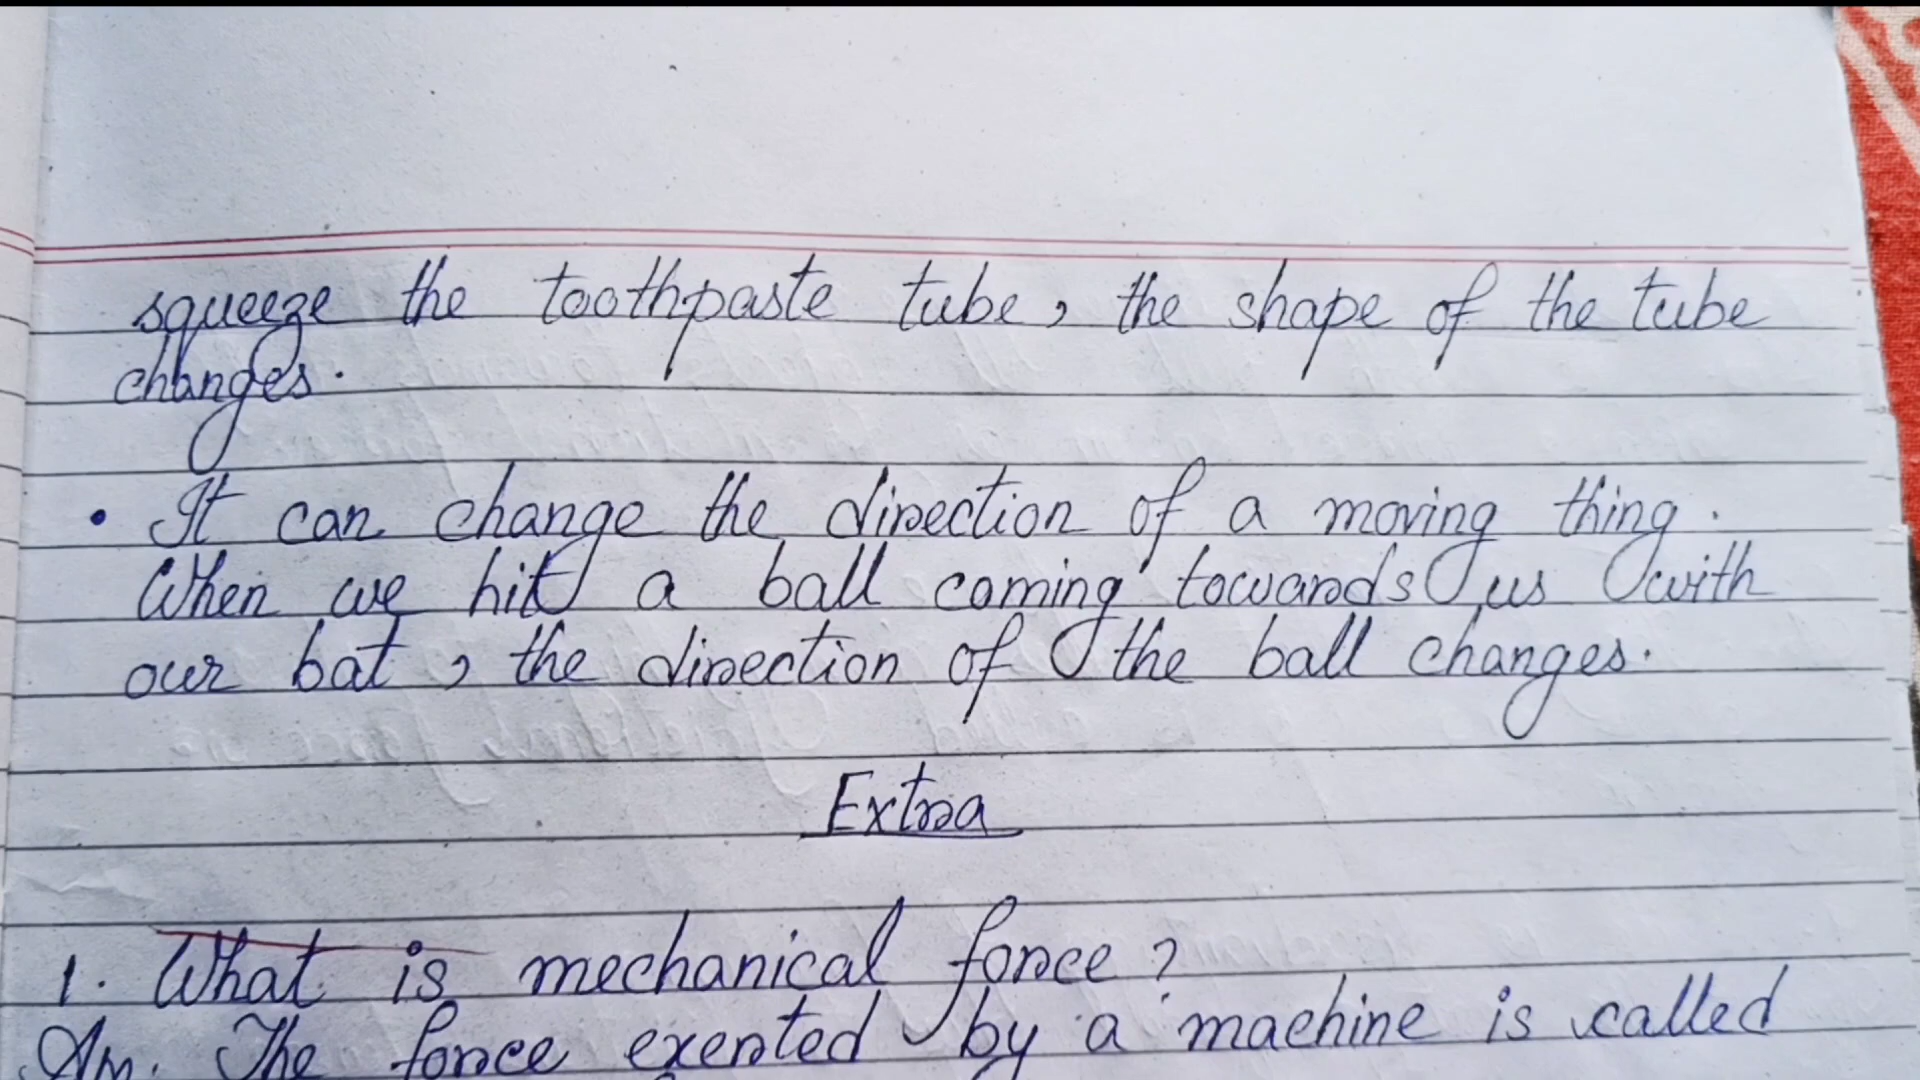 squeeze the toothpaste tube, the shape of the tube
changes.
• It can change the direction of a moving thing.
When we hit a ball coming towards us with
our bat, the direction of the ball changes.
Extra
1. What is mechanical force?
Ans. The force exerted by a machine is called